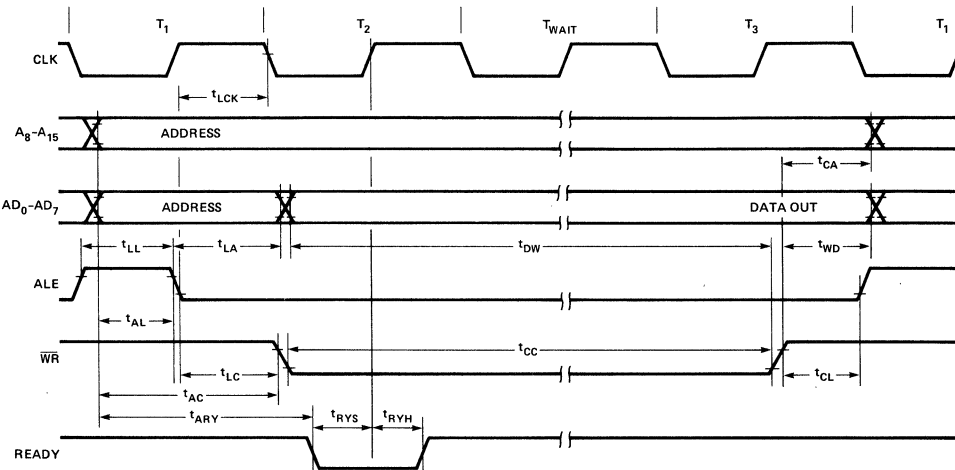 T1 T2 TWAIT T3 T1
CLK
tLCK
A8-A15 ADDRESS
tCA
AD0-AD7 ADDRESS DATA OUT
tLL tLA tDW tWD
ALE
tAL
WR tCC
tLC tCL
tAC
tARY tRYS tRYH
READY